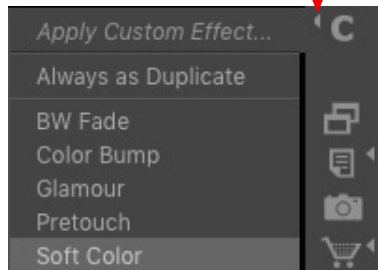 Apply Custom Effect...
C
Always as Duplicate
BW Fade
Color Bump
Glamour
Pretouch
Soft Color